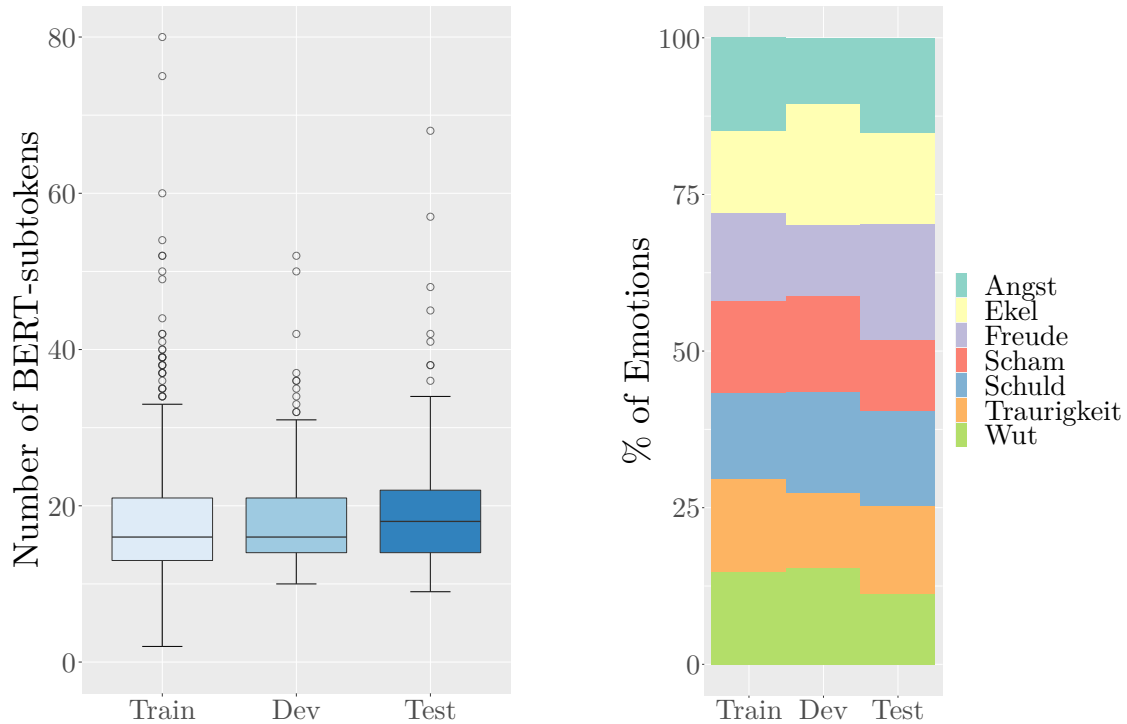 Number of BERT-subtokens
80
60
40
20
0
Train
Dev
Test
% of Emotions
100
75
50
25
0
Train
Dev
Test
Angst
Ekel
Freude
Scham
Schuld
Traurigkeit
Wut